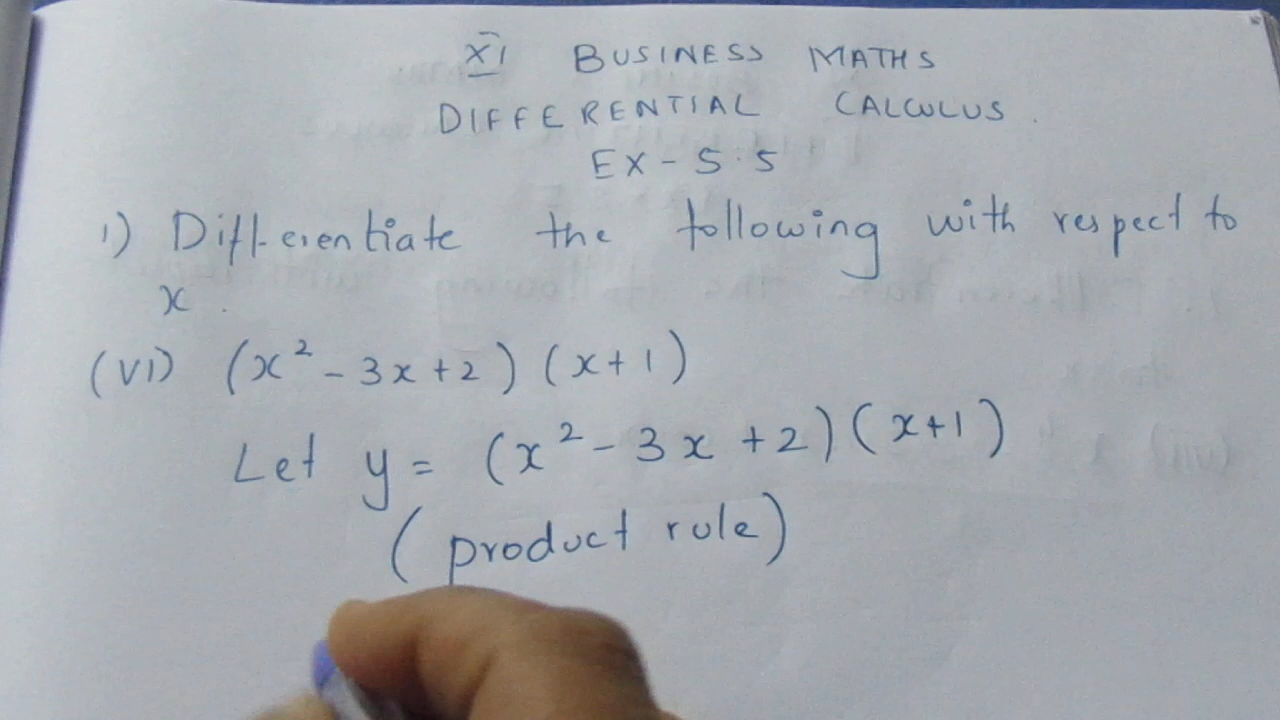 XI BUSINESS MATHS
DIFFERENTIAL CALCULUS.
EX-5.5
1) Differentiate the following with respect to
x.
(VI) (x² - 3x + 2) (x + 1)
Let y = (x² - 3x + 2) (x+1)
(product rule)